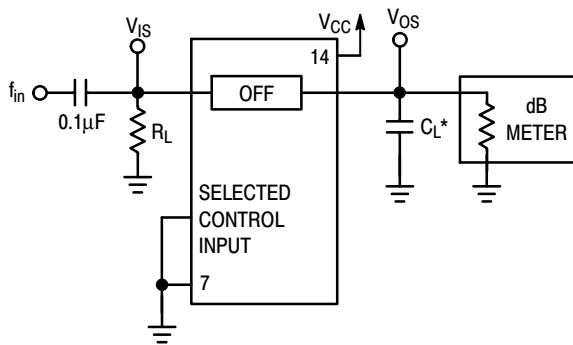 V_IS
V_CC
V_OS
14
f_in
OFF
dB
METER
0.1μF
R_L
C_L*
SELECTED
CONTROL
INPUT
7